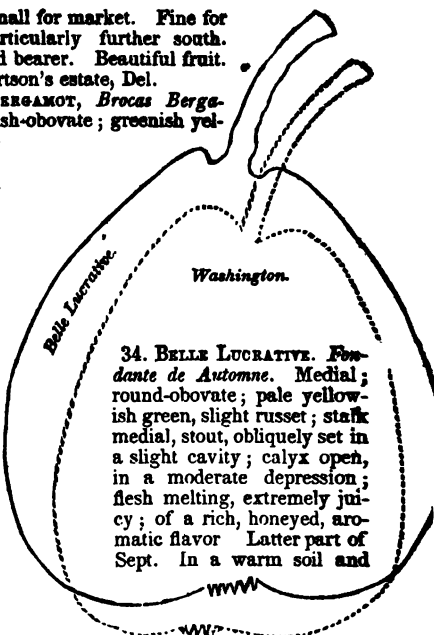 nall for market. Fine for
rticularly further south.
d bearer. Beautiful fruit.
rtson's estate, Del.
ERGAMOT, Brocas Berga-
sh-obovate; greenish yel-
Belle Lucrative.
Washington.
34. BELLE LUCRATIVE. Fon-
dante de Automne. Medial;
round-obovate; pale yellow-
ish green, slight russet; stalk
medial, stout, obliquely set in
a slight cavity; calyx open,
in a moderate depression;
flesh melting, extremely jui-
cy; of a rich, honeyed, aro-
matic flavor Latter part of
Sept. In a warm soil and